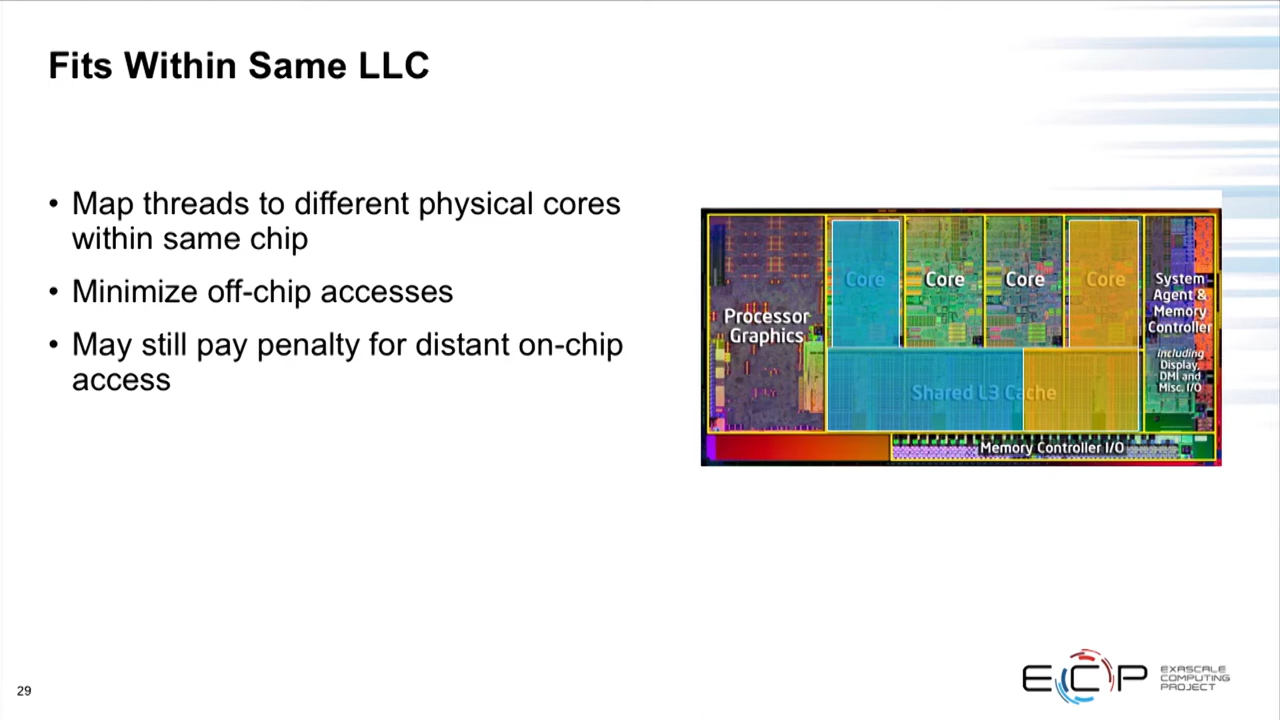 Fits Within Same LLC
• Map threads to different physical cores
within same chip
• Minimize off-chip accesses
• May still pay penalty for distant on-chip
access
Processor
Graphics
Core
Core
Core
Core
System
Agent &
Memory
Controller
including
Display,
DMI and
Misc. I/O
Shared L3 Cache
Memory Controller I/O
29
ECP
EXASCALE
COMPUTING
PROJECT